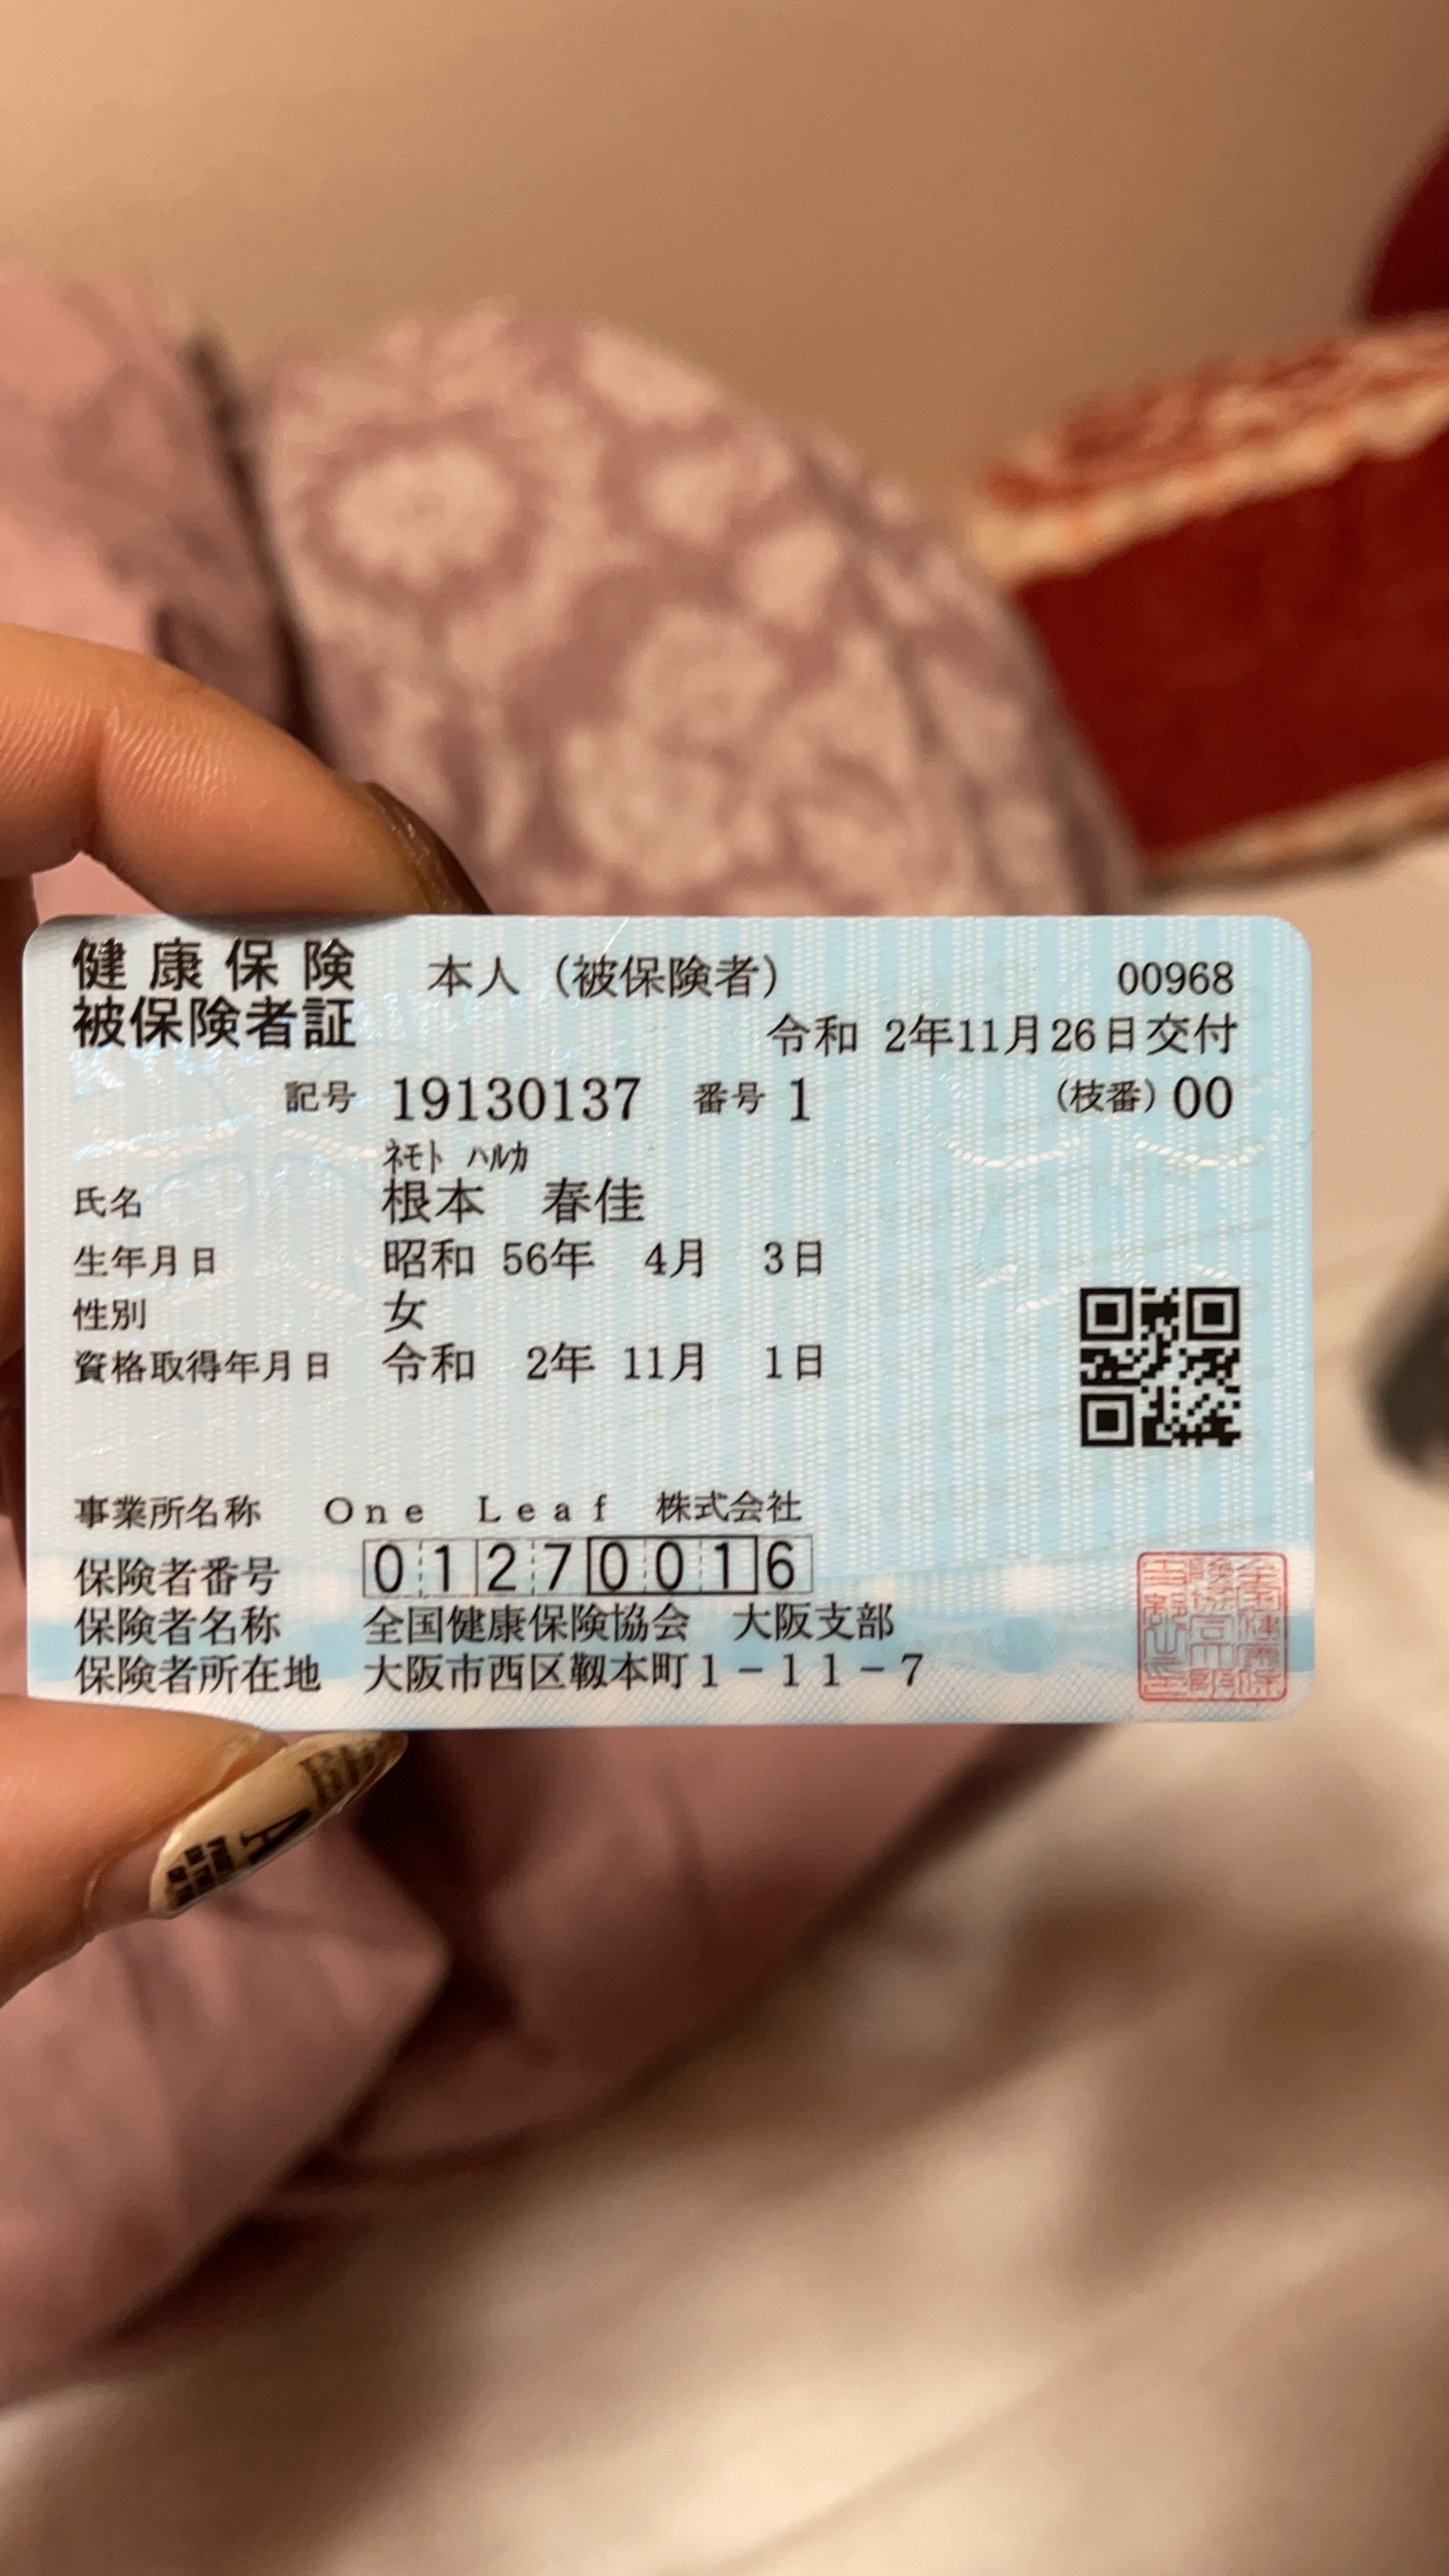 健康保険 本人（被保険者） 00968
被保険者証 令和 2年11月26日交付
記号 19130137 番号 1 (枝番) 00
ﾈﾓﾄ ﾊﾙｶ
氏名 根本 春佳
生年月日 昭和 56年 4月 3日
性別 女
資格取得年月日 令和 2年 11月 1日
事業所名称 Ｏｎｅ Ｌｅａｆ 株式会社
保険者番号 01270016
保険者名称 全国健康保険協会 大阪支部
保険者所在地 大阪市西区靱本町１－１１－７